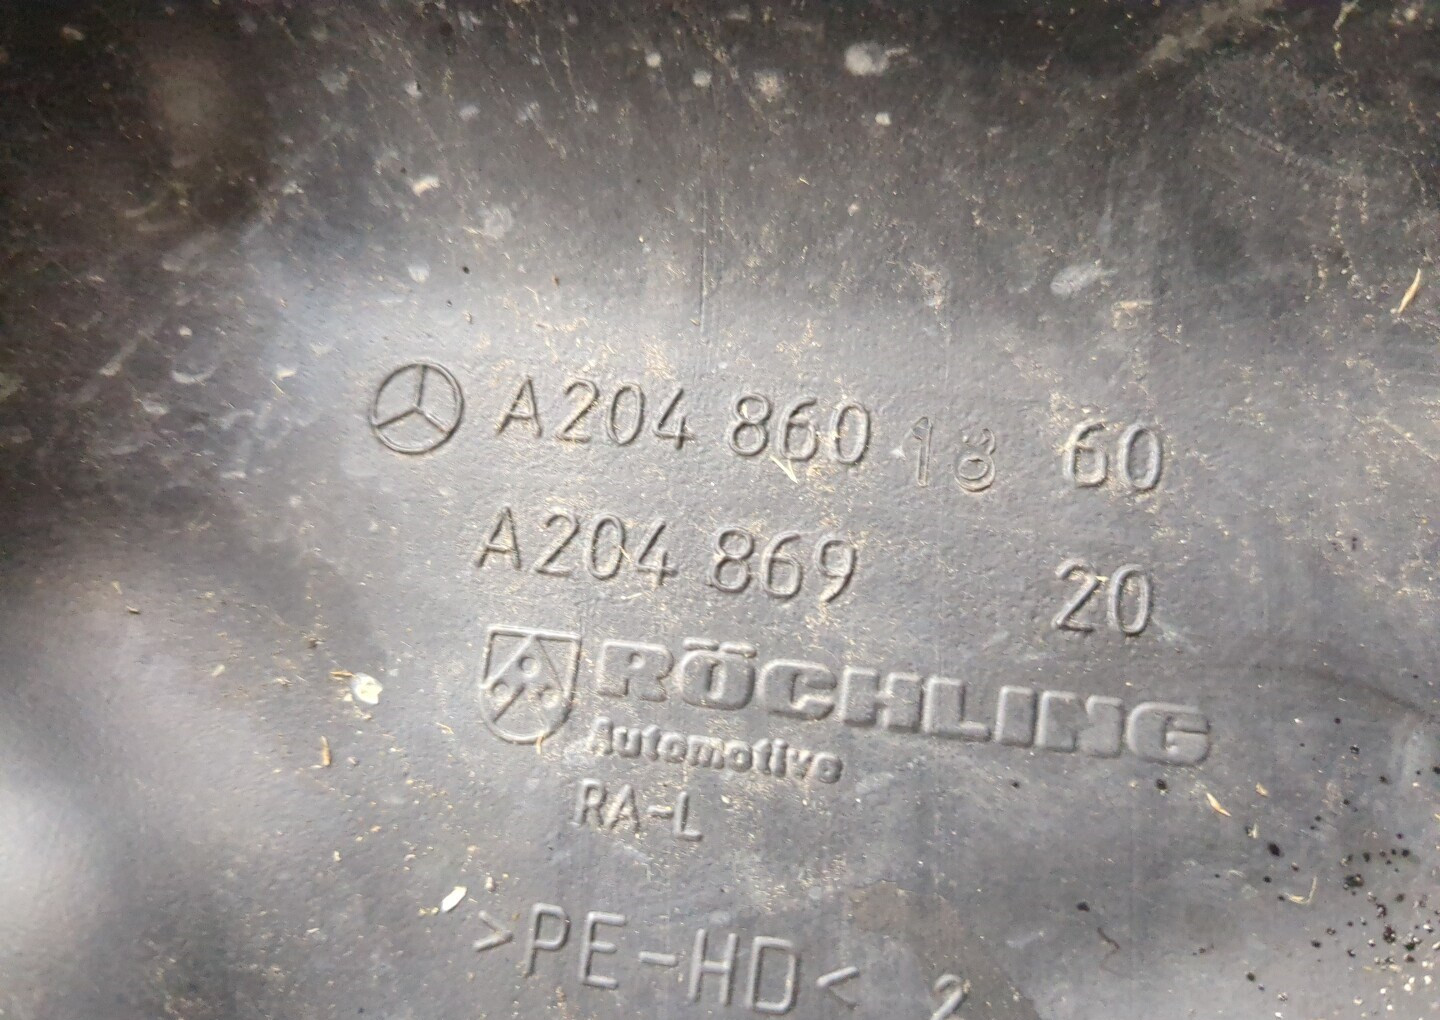 A204 860 18 60
A204 869 20
RÖCHLING
Automotive
RA-L
>PE-HD<